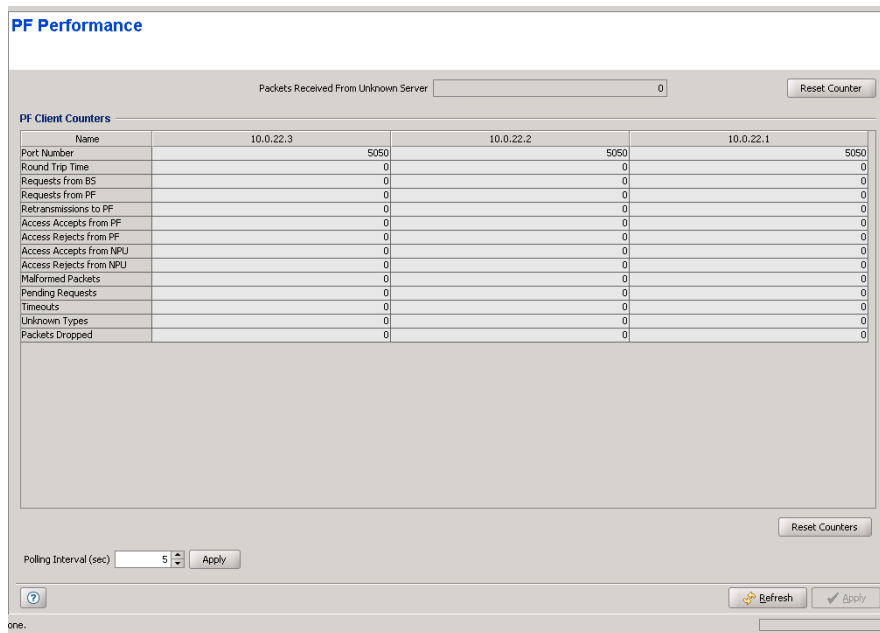 PF Performance
Packets Received From Unknown Server 0 Reset Counter
PF Client Counters
Name 10.0.22.3 10.0.22.2 10.0.22.1
Port Number 5050 5050 5050
Round Trip Time 0 0 0
Requests from BS 0 0 0
Requests from PF 0 0 0
Retransmissions to PF 0 0 0
Access Accepts from PF 0 0 0
Access Rejects from PF 0 0 0
Access Accepts from NPU 0 0 0
Access Rejects from NPU 0 0 0
Malformed Packets 0 0 0
Pending Requests 0 0 0
Timeouts 0 0 0
Unknown Types 0 0 0
Packets Dropped 0 0 0
Reset Counters
Polling Interval (sec) 5 Apply
? Refresh Apply
one.